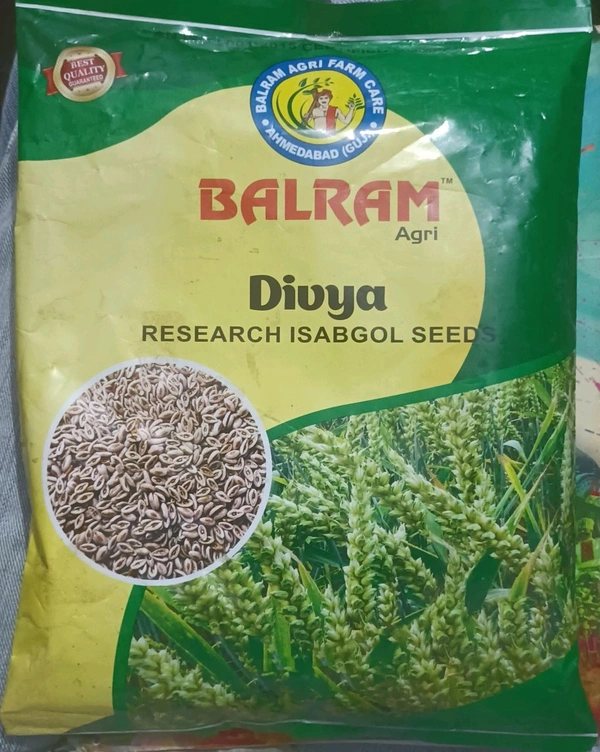 BEST
QUALITY
GUARANTEED
BALRAM AGRI FARM CARE
• AHMEDABAD (GUJ.) •
BALRAM™
Agri
Divya
RESEARCH ISABGOL SEEDS